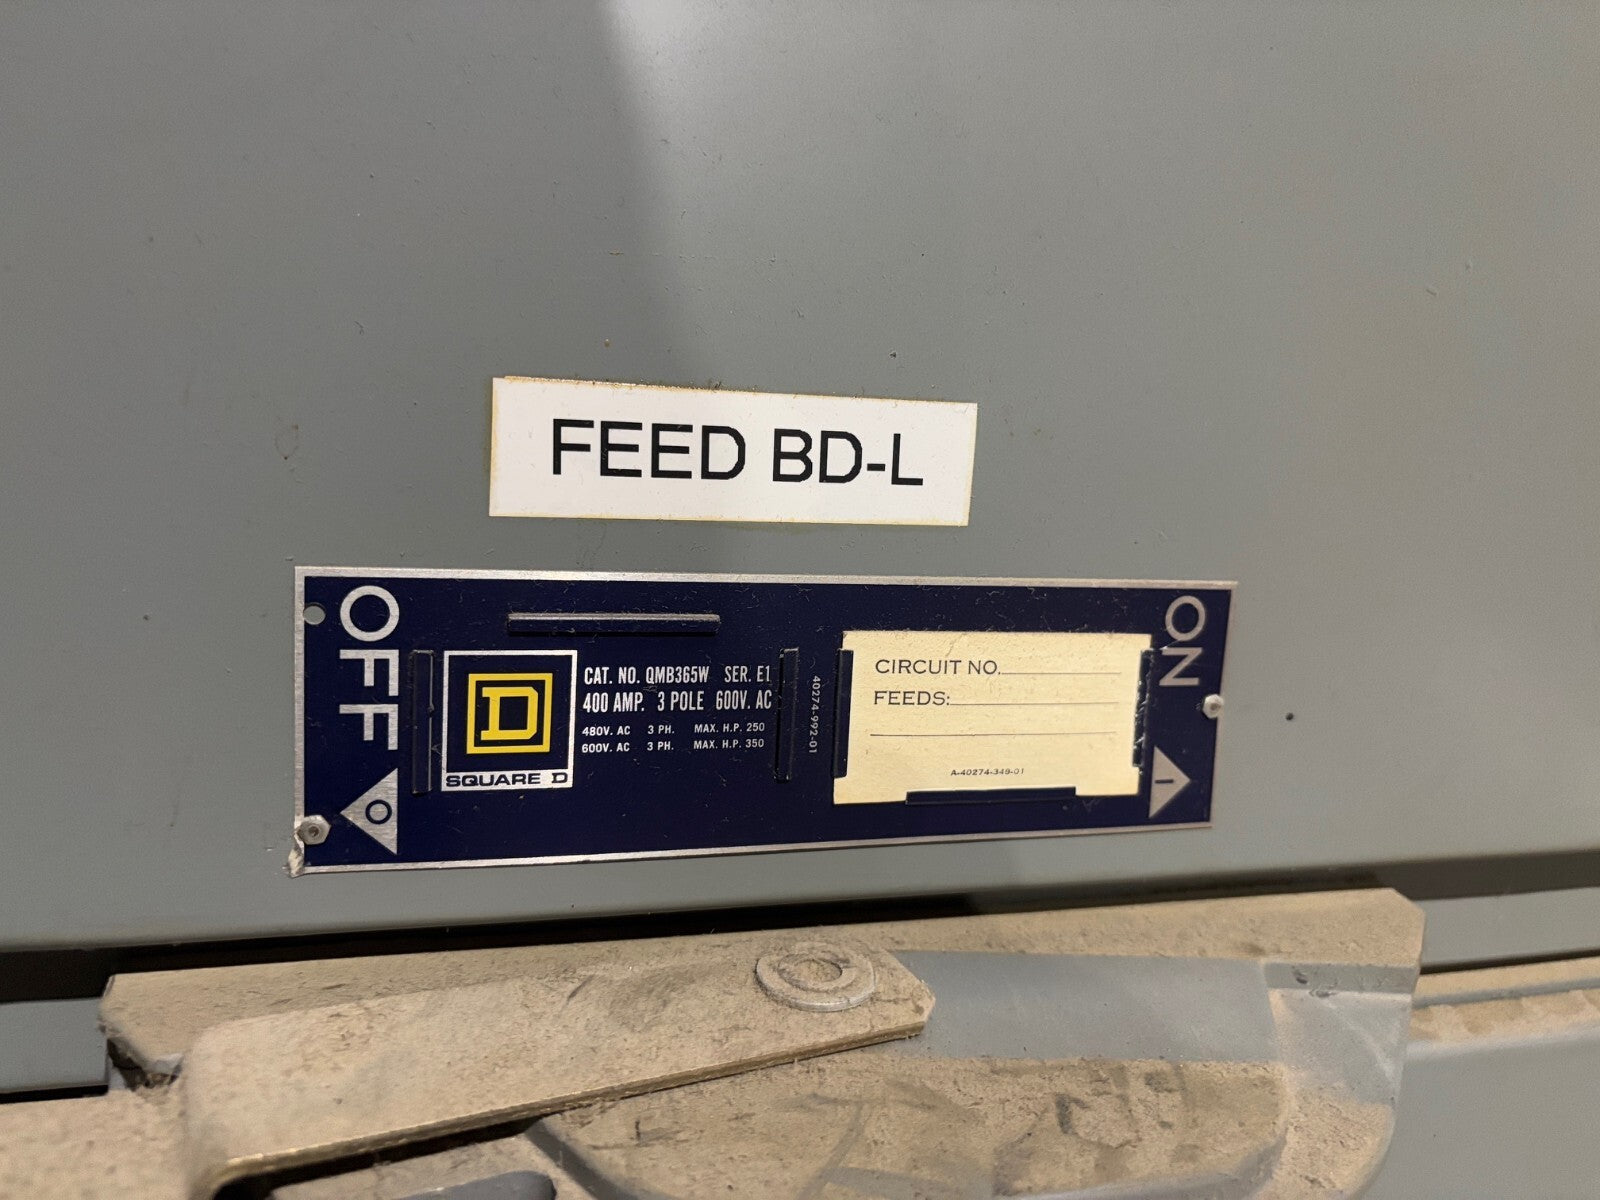 FEED BD-L
OFF
O
D
SQUARE D
CAT. NO. QMB365W SER. E1
400 AMP. 3 POLE 600V. AC
480V. AC 3 PH. MAX. H.P. 250
600V. AC 3 PH. MAX. H.P. 350
40274-992-01
CIRCUIT NO.
FEEDS:
A-40274-349-01
ON
I